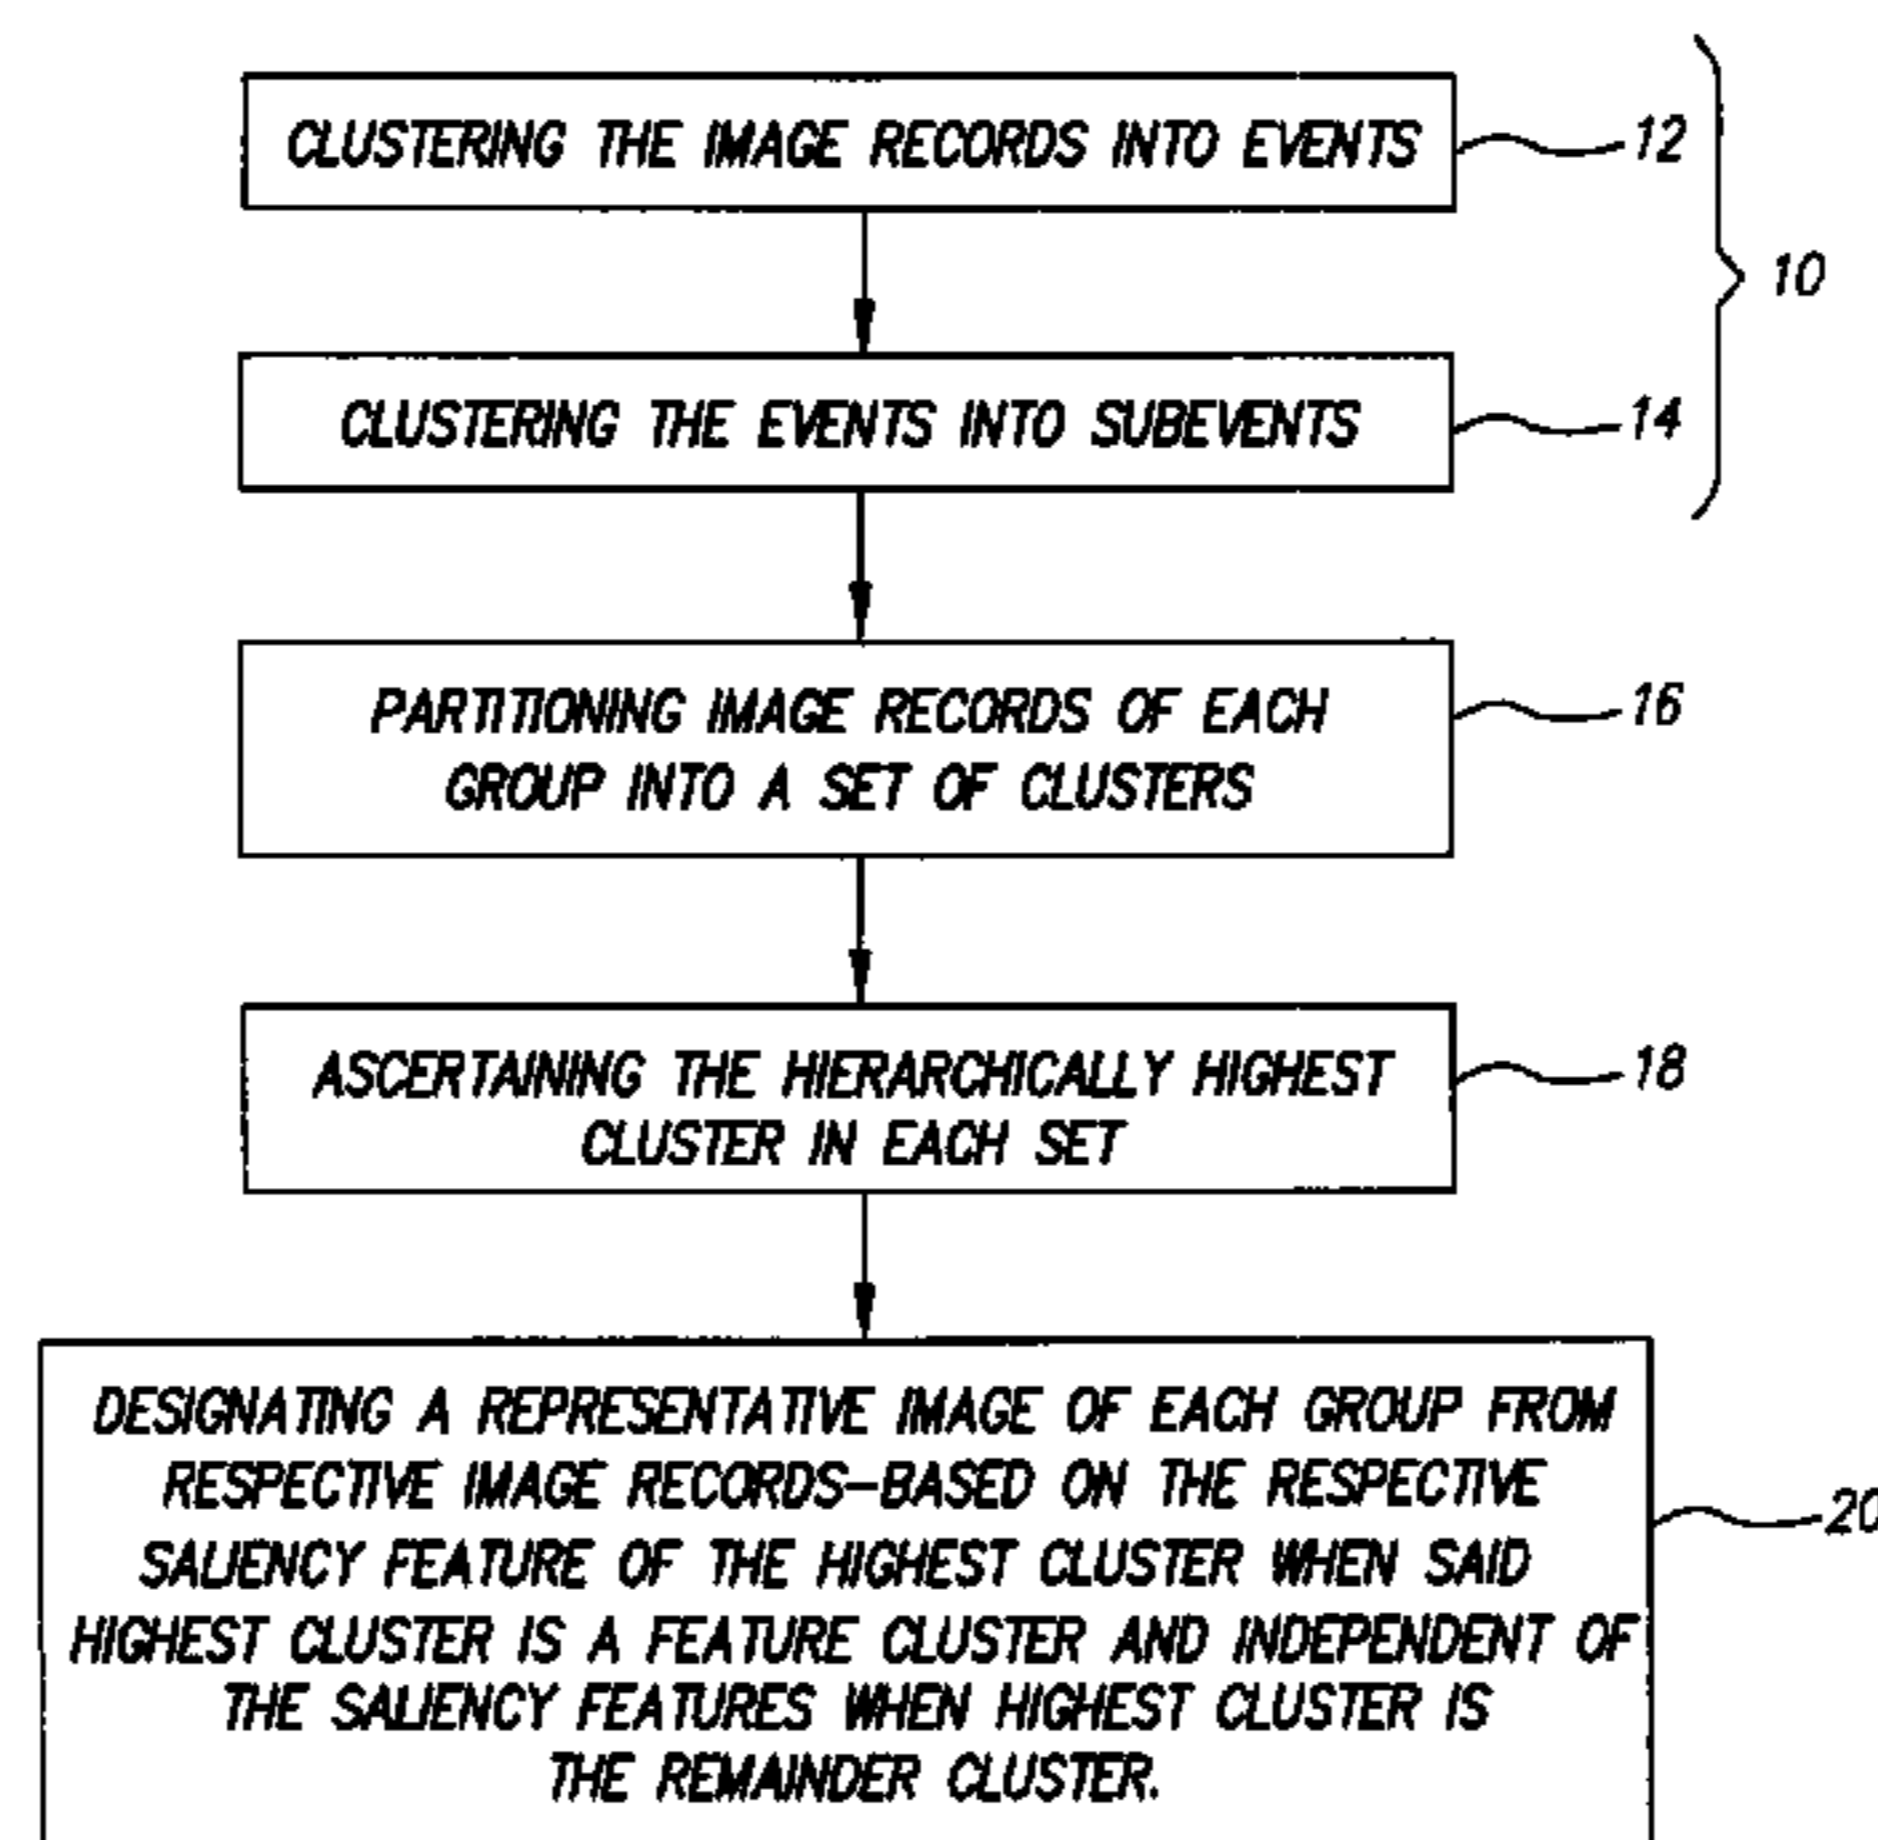 CLUSTERING THE IMAGE RECORDS INTO EVENTS
12
10
CLUSTERING THE EVENTS INTO SUBEVENTS
14
PARTITIONING IMAGE RECORDS OF EACH
GROUP INTO A SET OF CLUSTERS
16
ASCERTAINING THE HIERARCHICALLY HIGHEST
CLUSTER IN EACH SET
18
DESIGNATING A REPRESENTATIVE IMAGE OF EACH GROUP FROM
RESPECTIVE IMAGE RECORDS-BASED ON THE RESPECTIVE
SALIENCY FEATURE OF THE HIGHEST CLUSTER WHEN SAID
HIGHEST CLUSTER IS A FEATURE CLUSTER AND INDEPENDENT OF
THE SALIENCY FEATURES WHEN HIGHEST CLUSTER IS
THE REMAINDER CLUSTER.
20